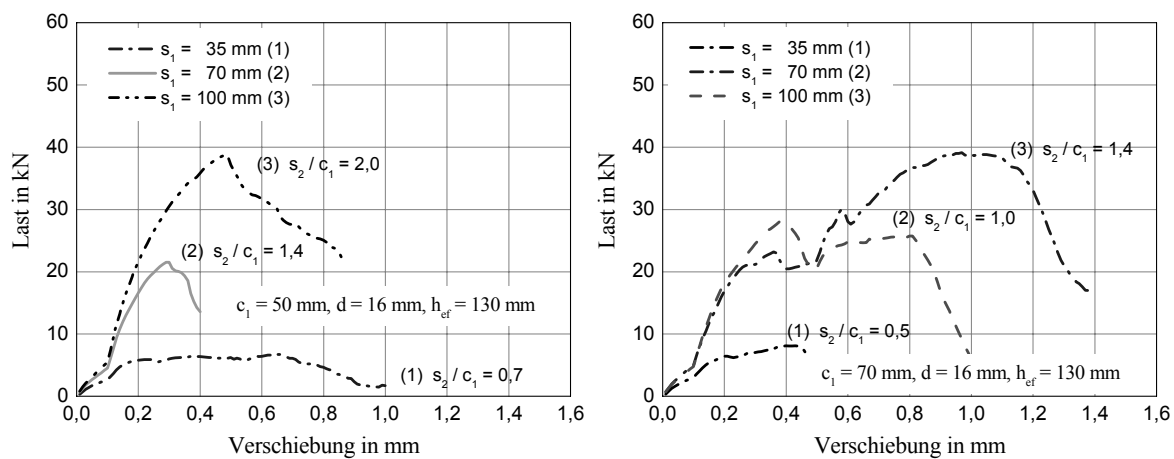 60
50
40
30
20
10
0
Last in kN
s₁ = 35 mm (1)
s₁ = 70 mm (2)
s₁ = 100 mm (3)
(3) s₂ / c₁ = 2,0
(2) s₂ / c₁ = 1,4
c₁ = 50 mm, d = 16 mm, hₑf = 130 mm
(1) s₂ / c₁ = 0,7
0,0 0,2 0,4 0,6 0,8 1,0 1,2 1,4 1,6
Verschiebung in mm
60
50
40
30
20
10
0
Last in kN
s₁ = 35 mm (1)
s₁ = 70 mm (2)
s₁ = 100 mm (3)
(3) s₂ / c₁ = 1,4
(2) s₂ / c₁ = 1,0
(1) s₂ / c₁ = 0,5
c₁ = 70 mm, d = 16 mm, hₑf = 130 mm
0,0 0,2 0,4 0,6 0,8 1,0 1,2 1,4 1,6
Verschiebung in mm